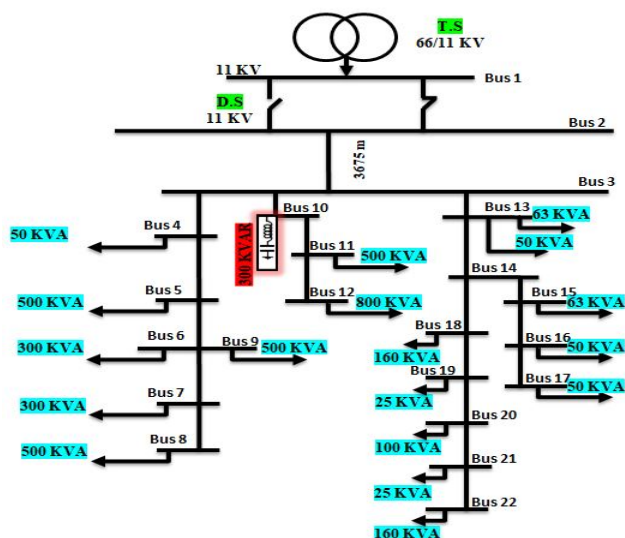 T.S
66/11 KV
11 KV
Bus 1
D.S
11 KV
Bus 2
3675 m
Bus 3
Bus 10
Bus 13
63 KVA
50 KVA
Bus 4
300 KVAR
Bus 11
500 KVA
50 KVA
Bus 14
500 KVA
Bus 5
Bus 12
800 KVA
Bus 15
63 KVA
Bus 18
300 KVA
Bus 6
Bus 9
500 KVA
Bus 16
50 KVA
160 KVA
Bus 19
Bus 17
50 KVA
300 KVA
Bus 7
25 KVA
Bus 20
500 KVA
Bus 8
100 KVA
Bus 21
25 KVA
Bus 22
160 KVA